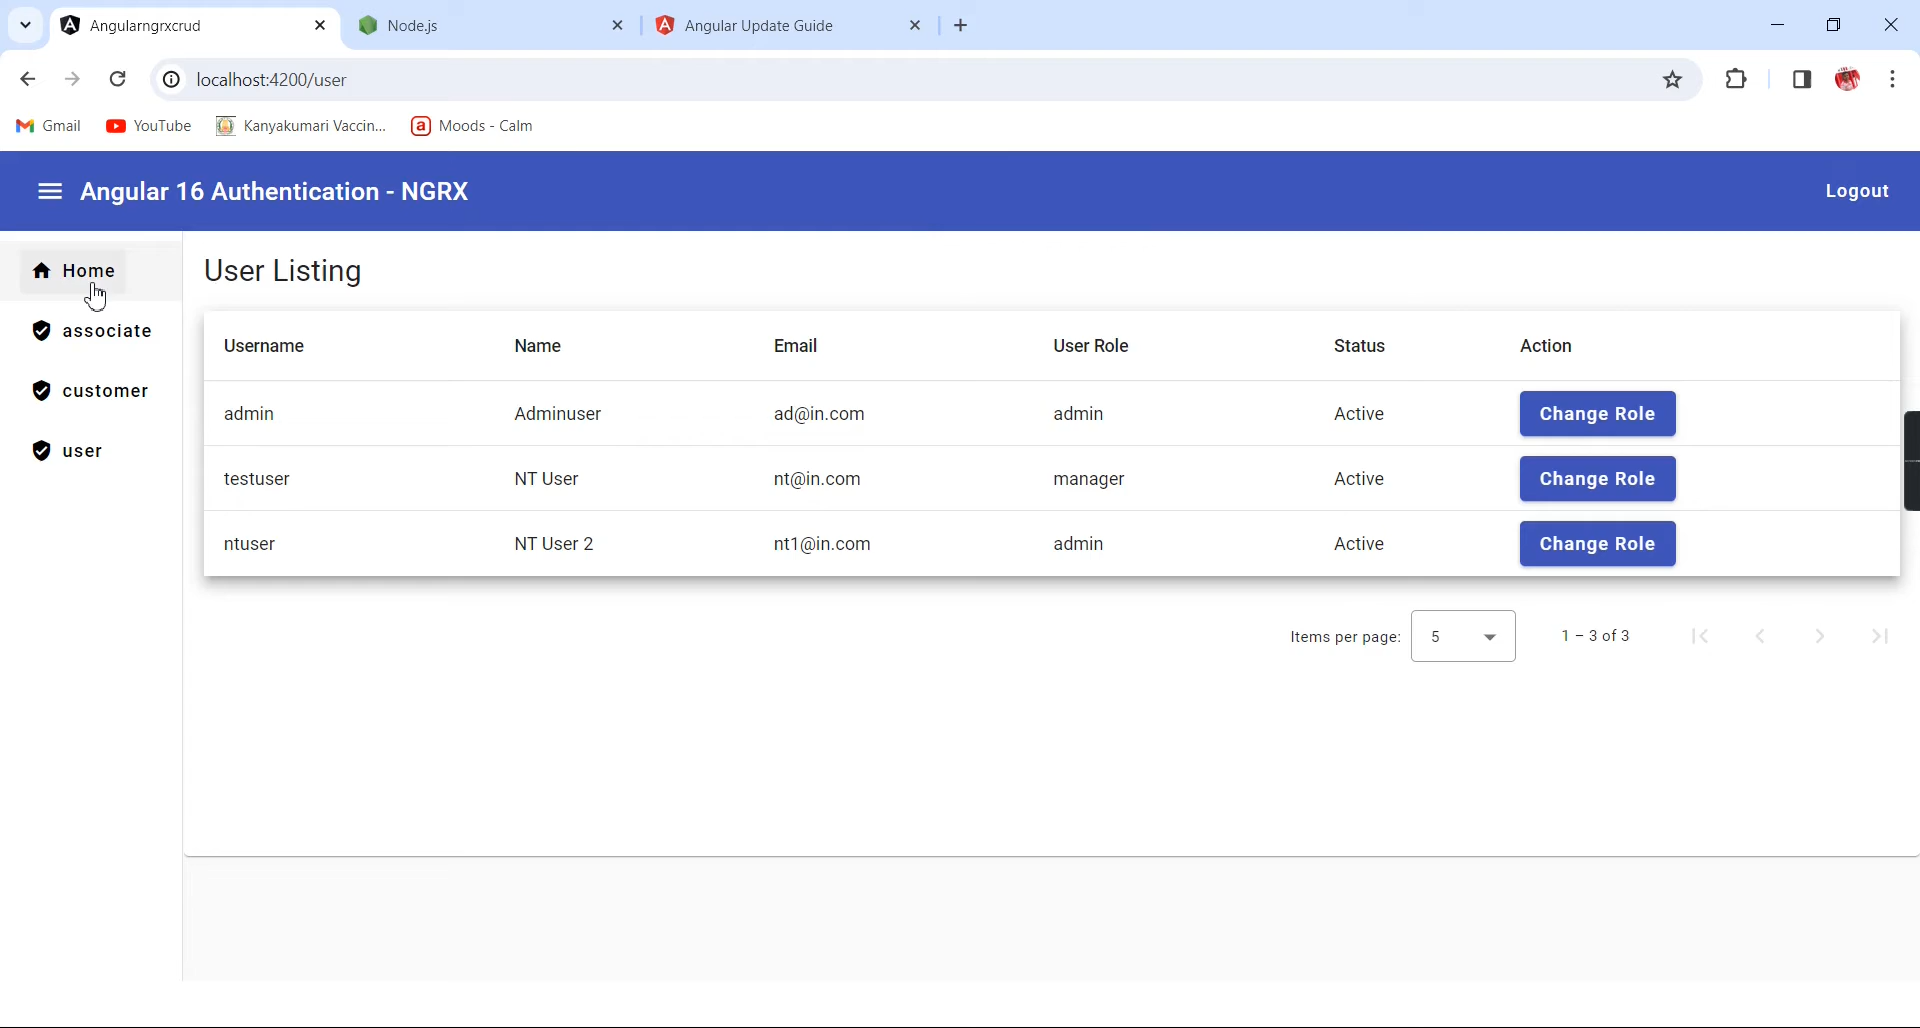 Angularngrxcrud
Node.js
Angular Update Guide
localhost:4200/user
Gmail
YouTube
Kanyakumari Vaccin...
Moods - Calm
Angular 16 Authentication - NGRX
Logout
Home
associate
customer
user
User Listing
Username Name Email User Role Status Action
admin Adminuser ad@in.com admin Active Change Role
testuser NT User nt@in.com manager Active Change Role
ntuser NT User 2 nt1@in.com admin Active Change Role
Items per page: 5 1 – 3 of 3